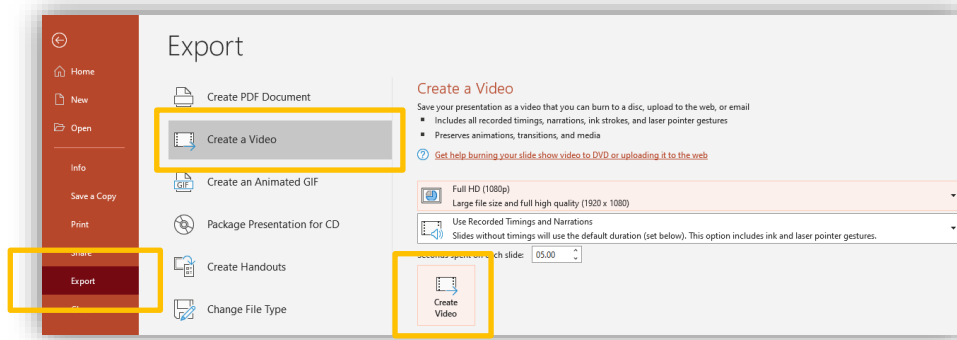 Export
Home
New
Open
Info
Save a Copy
Print
Share
Export
Create PDF Document
Create a Video
Create an Animated GIF
GIF
Package Presentation for CD
Create Handouts
Change File Type
Create a Video
Save your presentation as a video that you can burn to a disc, upload to the web, or email
Includes all recorded timings, narrations, ink strokes, and laser pointer gestures
Preserves animations, transitions, and media
Get help burning your slide show video to DVD or uploading it to the web
Full HD (1080p)
Large file size and full high quality (1920 x 1080)
Use Recorded Timings and Narrations
Slides without timings will use the default duration (set below). This option includes ink and laser pointer gestures.
Seconds spent on each slide: 05.00
Create
Video